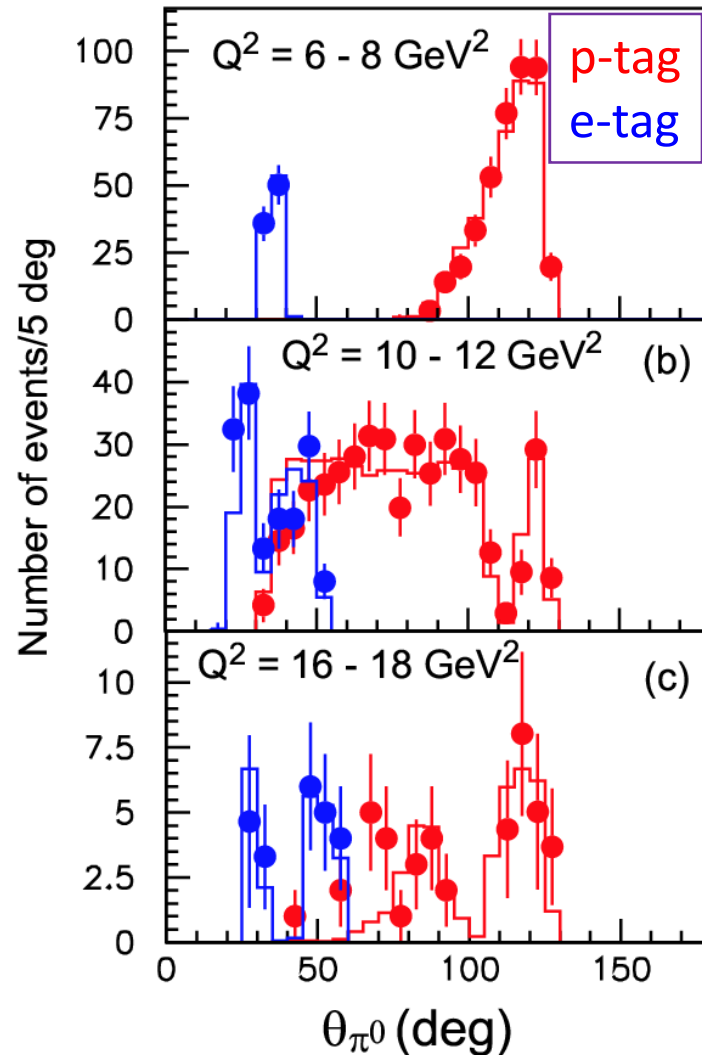 Number of events/5 deg
Q² = 6 - 8 GeV²
p-tag
e-tag
100
75
50
25
0
Q² = 10 - 12 GeV²
(b)
40
30
20
10
0
Q² = 16 - 18 GeV²
(c)
10
7.5
5
2.5
0
0 50 100 150
θπ⁰ (deg)